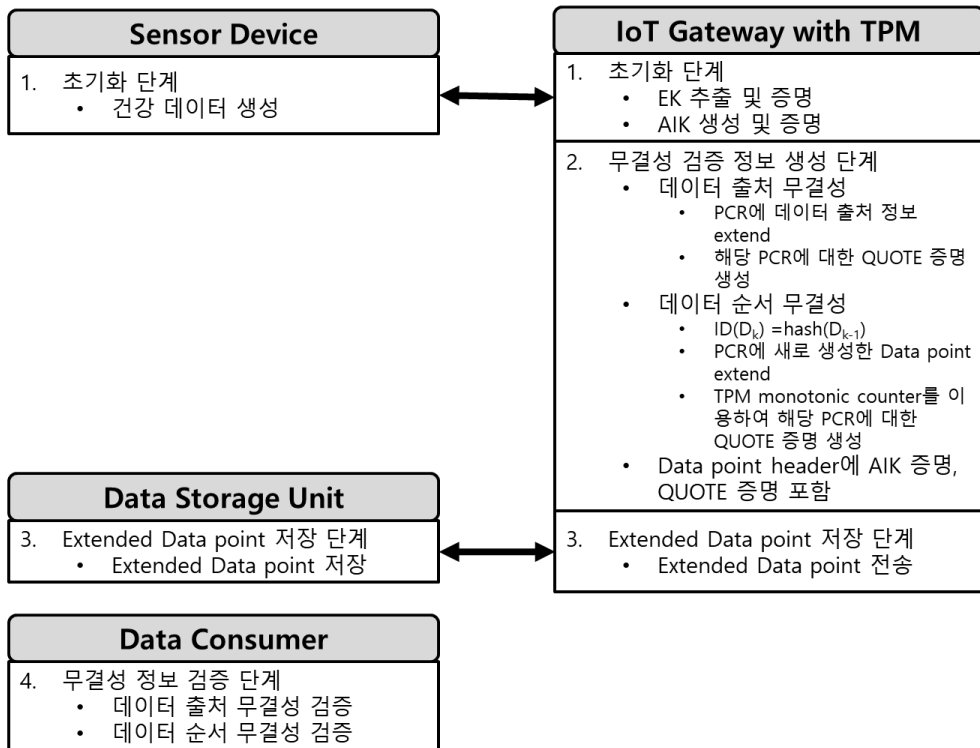 Sensor Device
1. 초기화 단계
• 건강 데이터 생성
IoT Gateway with TPM
1. 초기화 단계
• EK 추출 및 증명
• AIK 생성 및 증명
2. 무결성 검증 정보 생성 단계
• 데이터 출처 무결성
• PCR에 데이터 출처 정보
extend
• 해당 PCR에 대한 QUOTE 증명
생성
• 데이터 순서 무결성
• ID(Dₖ) =hash(Dₖ₋₁)
• PCR에 새로 생성한 Data point
extend
• TPM monotonic counter를 이
용하여 해당 PCR에 대한
QUOTE 증명 생성
• Data point header에 AIK 증명,
QUOTE 증명 포함
3. Extended Data point 저장 단계
• Extended Data point 전송
Data Storage Unit
3. Extended Data point 저장 단계
• Extended Data point 저장
Data Consumer
4. 무결성 정보 검증 단계
• 데이터 출처 무결성 검증
• 데이터 순서 무결성 검증